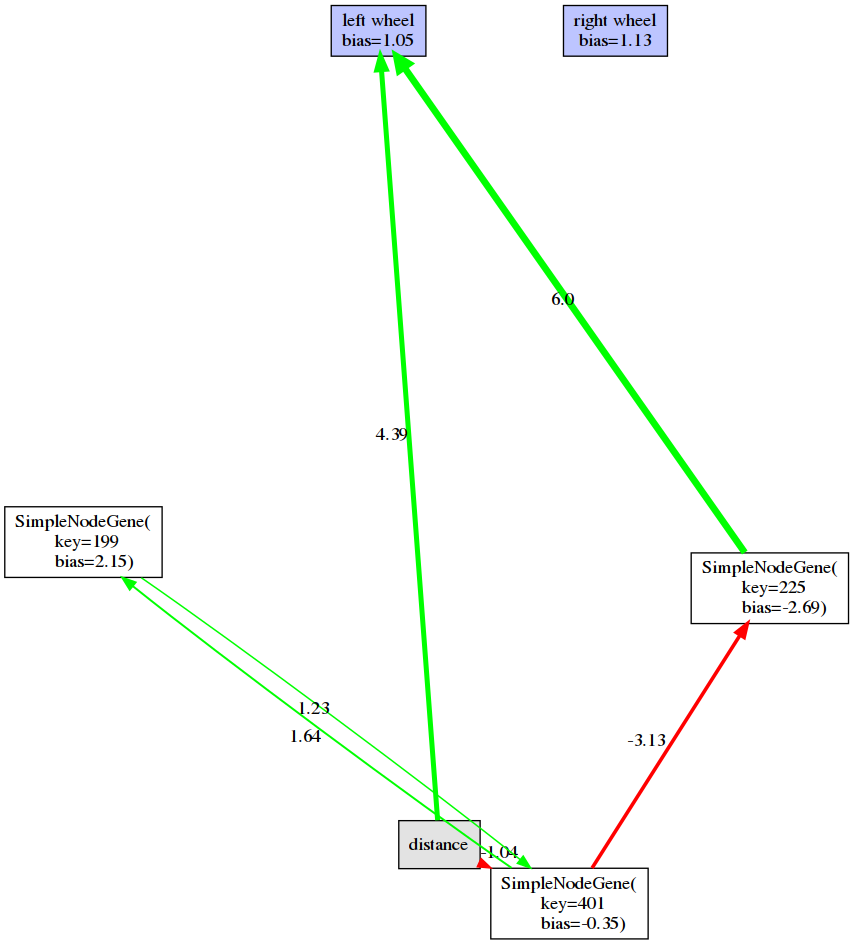 left wheel
bias=1.05
right wheel
bias=1.13
6.0
4.39
SimpleNodeGene(
key=199
bias=2.15)
SimpleNodeGene(
key=225
bias=-2.69)
1.23
1.64
-3.13
distance
-1.04
SimpleNodeGene(
key=401
bias=-0.35)